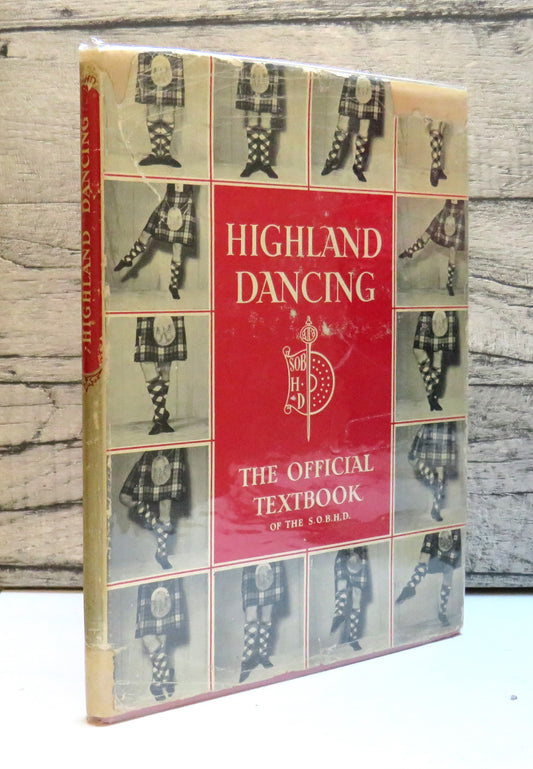 HIGHLAND DANCING
HIGHLAND
DANCING
SOB
H
D
THE OFFICIAL
TEXTBOOK
OF THE S.O.B.H.D.